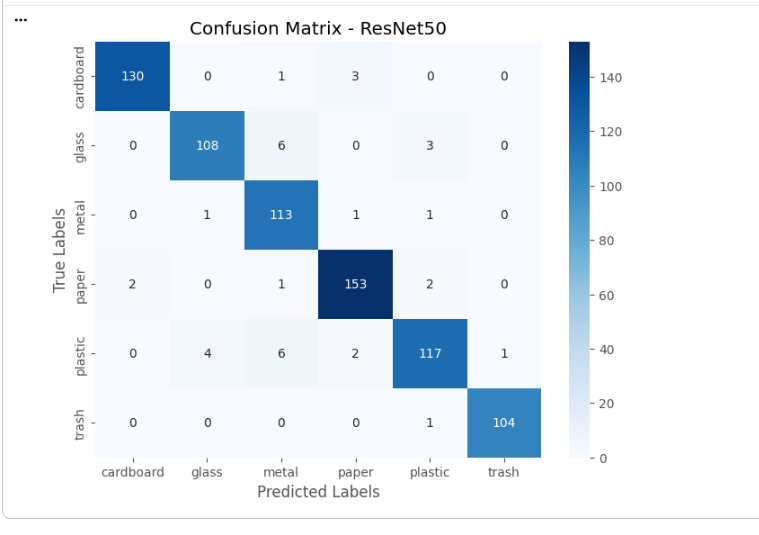 ...
Confusion Matrix - ResNet50
cardboard 130 0 1 3 0 0
glass 0 108 6 0 3 0
metal 0 1 113 1 1 0
paper 2 0 1 153 2 0
plastic 0 4 6 2 117 1
trash 0 0 0 0 1 104
True Labels
cardboard glass metal paper plastic trash
Predicted Labels
140
120
100
80
60
40
20
0